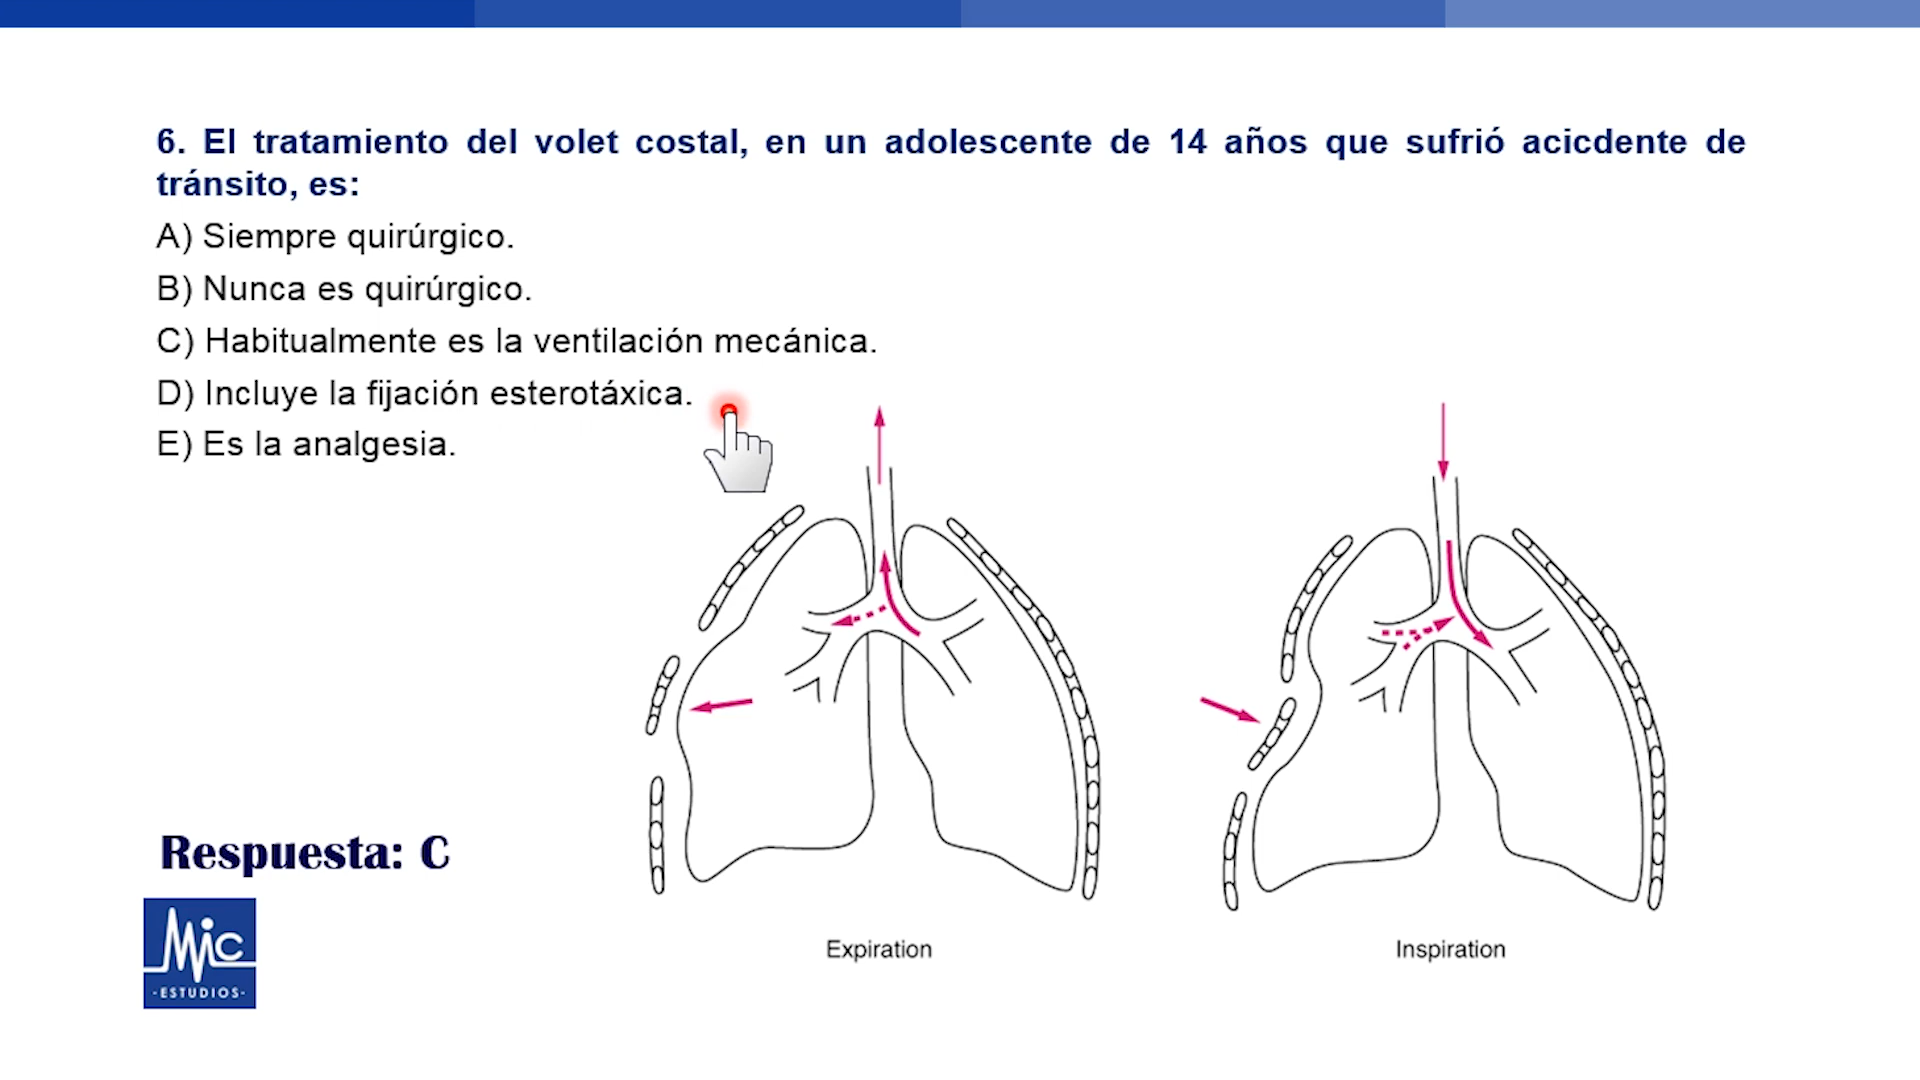 6. El tratamiento del volet costal, en un adolescente de 14 años que sufrió acicdente de
tránsito, es:
A) Siempre quirúrgico.
B) Nunca es quirúrgico.
C) Habitualmente es la ventilación mecánica.
D) Incluye la fijación esterotáxica.
E) Es la analgesia.
Respuesta: C
Mic
·ESTUDIOS·
Expiration
Inspiration